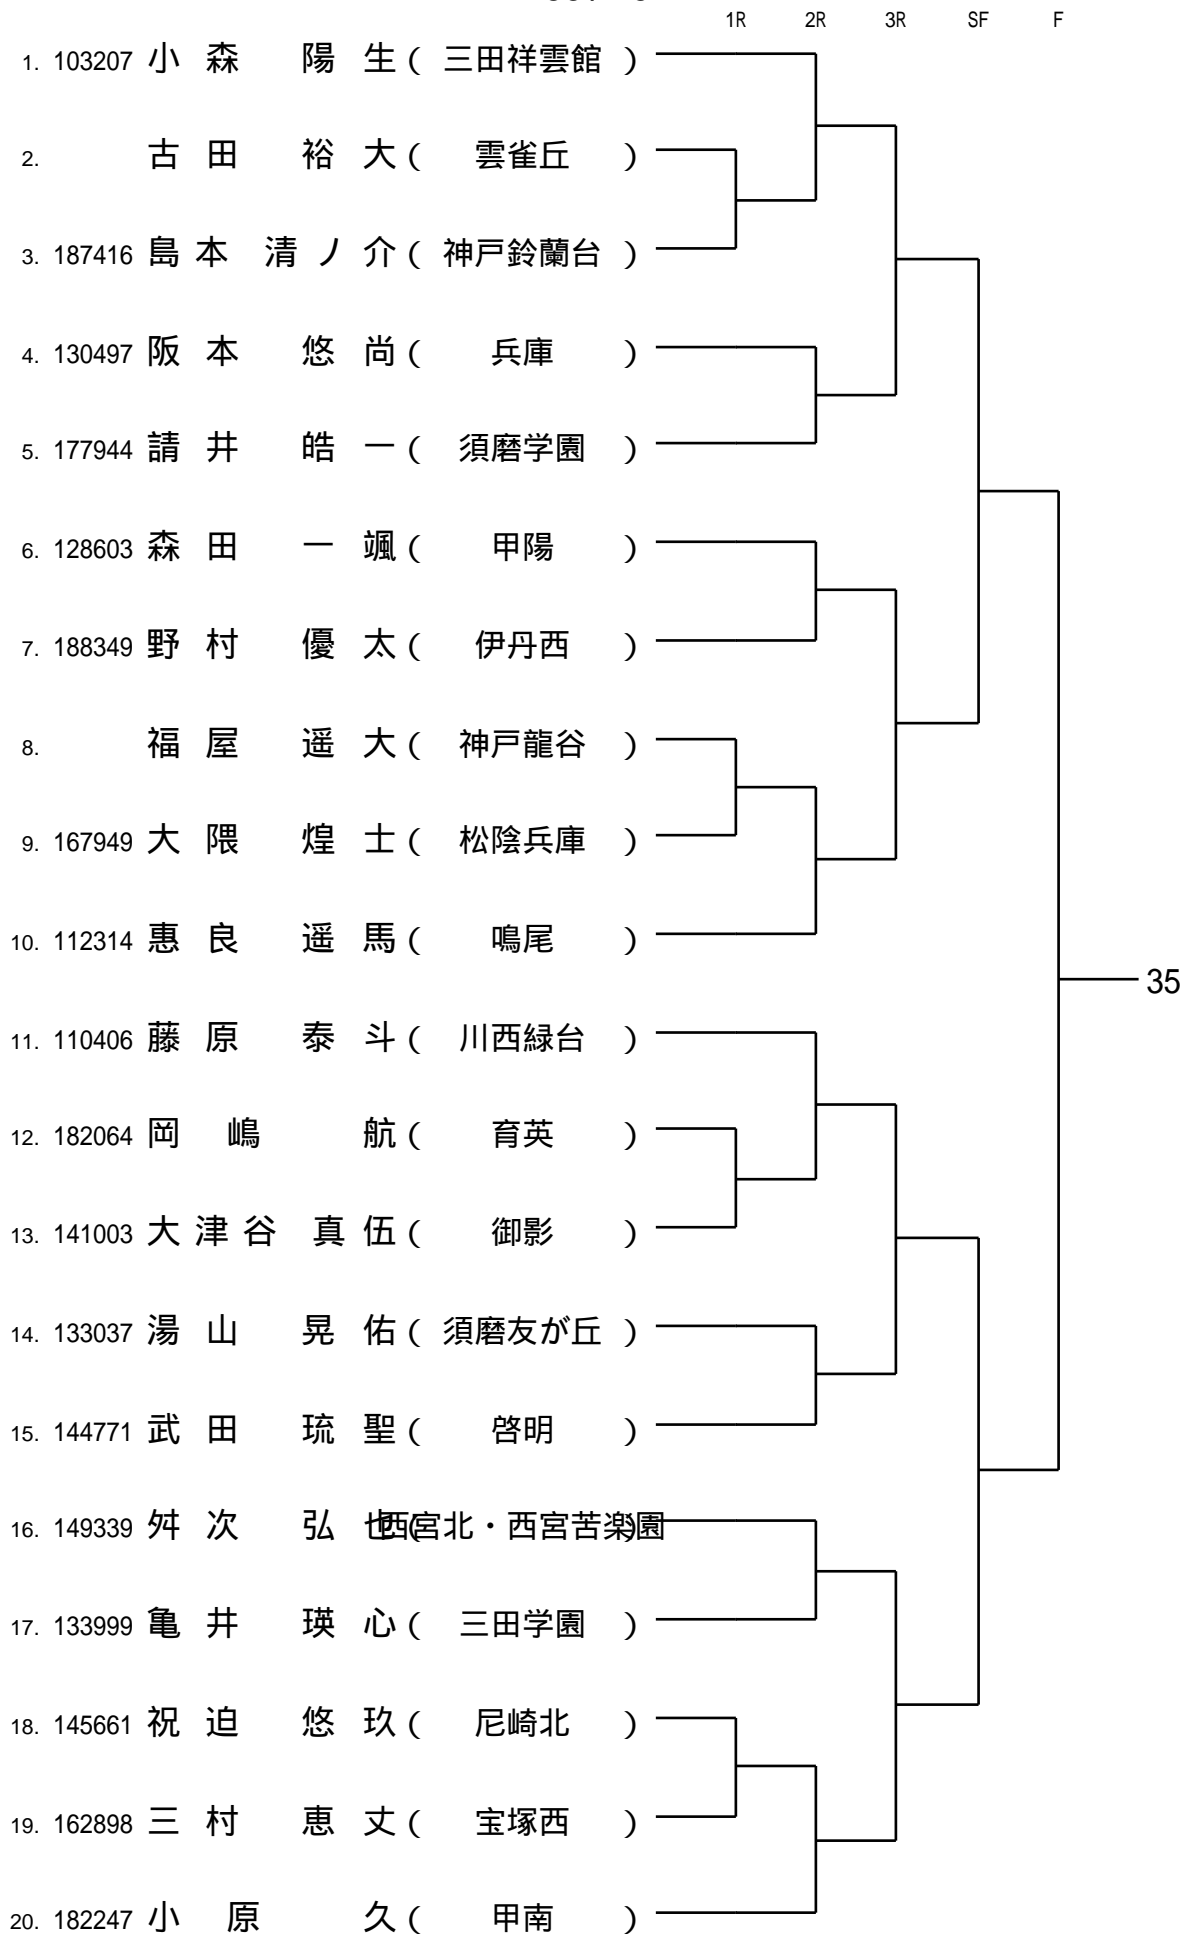 1R 2R 3R SF F
1. 103207 小森 陽生 ( 三田祥雲館 )
2. 古田 裕大 ( 雲雀丘 )
3. 187416 島本 清ノ介 ( 神戸鈴蘭台 )
4. 130497 阪本 悠尚 ( 兵庫 )
5. 177944 請井 皓一 ( 須磨学園 )
6. 128603 森田 一颯 ( 甲陽 )
7. 188349 野村 優太 ( 伊丹西 )
8. 福屋 遥大 ( 神戸龍谷 )
9. 167949 大隈 煌士 ( 松陰兵庫 )
10. 112314 惠良 遥馬 ( 鳴尾 )
35
11. 110406 藤原 泰斗 ( 川西緑台 )
12. 182064 岡嶋 航 ( 育英 )
13. 141003 大津谷 真伍 ( 御影 )
14. 133037 湯山 晃佑 ( 須磨友が丘 )
15. 144771 武田 琉聖 ( 啓明 )
16. 149339 舛次 弘也 ( 西宮北・西宮苦楽園 )
17. 133999 亀井 瑛心 ( 三田学園 )
18. 145661 祝迫 悠玖 ( 尼崎北 )
19. 162898 三村 恵丈 ( 宝塚西 )
20. 182247 小原 久 ( 甲南 )